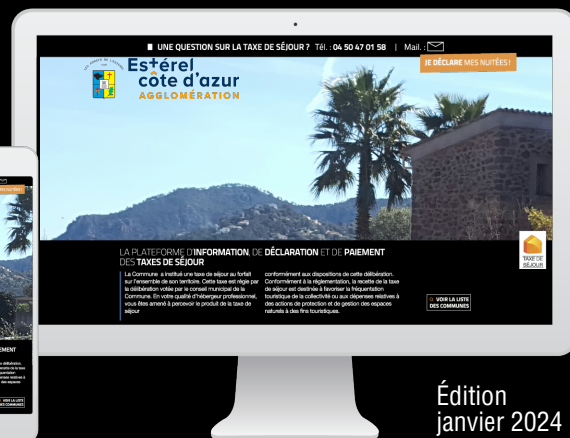 UNE QUESTION SUR LA TAXE DE SÉJOUR ? Tél. : 04 50 47 01 58 | Mail. :
Estérel
côte d'azur
AGGLOMÉRATION
JE DÉCLARE MES NUITÉES !
LA PLATEFORME D'INFORMATION, DE DÉCLARATION ET DE PAIEMENT
DES TAXES DE SÉJOUR
La Commune a institué une taxe de séjour au forfait
sur l'ensemble de son territoire. Cette taxe est régie par
la délibération votée par le conseil municipal de la
Commune. En votre qualité d'hébergeur professionnel,
vous êtes amené à percevoir le produit de la taxe de
séjour
conformément aux dispositions de cette délibération.
Conformément à la réglementation, la recette de la taxe
de séjour est destinée à favoriser la fréquentation
touristique de la collectivité ou aux dépenses relatives à
des actions de protection et de gestion des espaces
naturels à des fins touristiques.
TAXE DE
SÉJOUR
VOIR LA LISTE
DES COMMUNES
Édition
janvier 2024